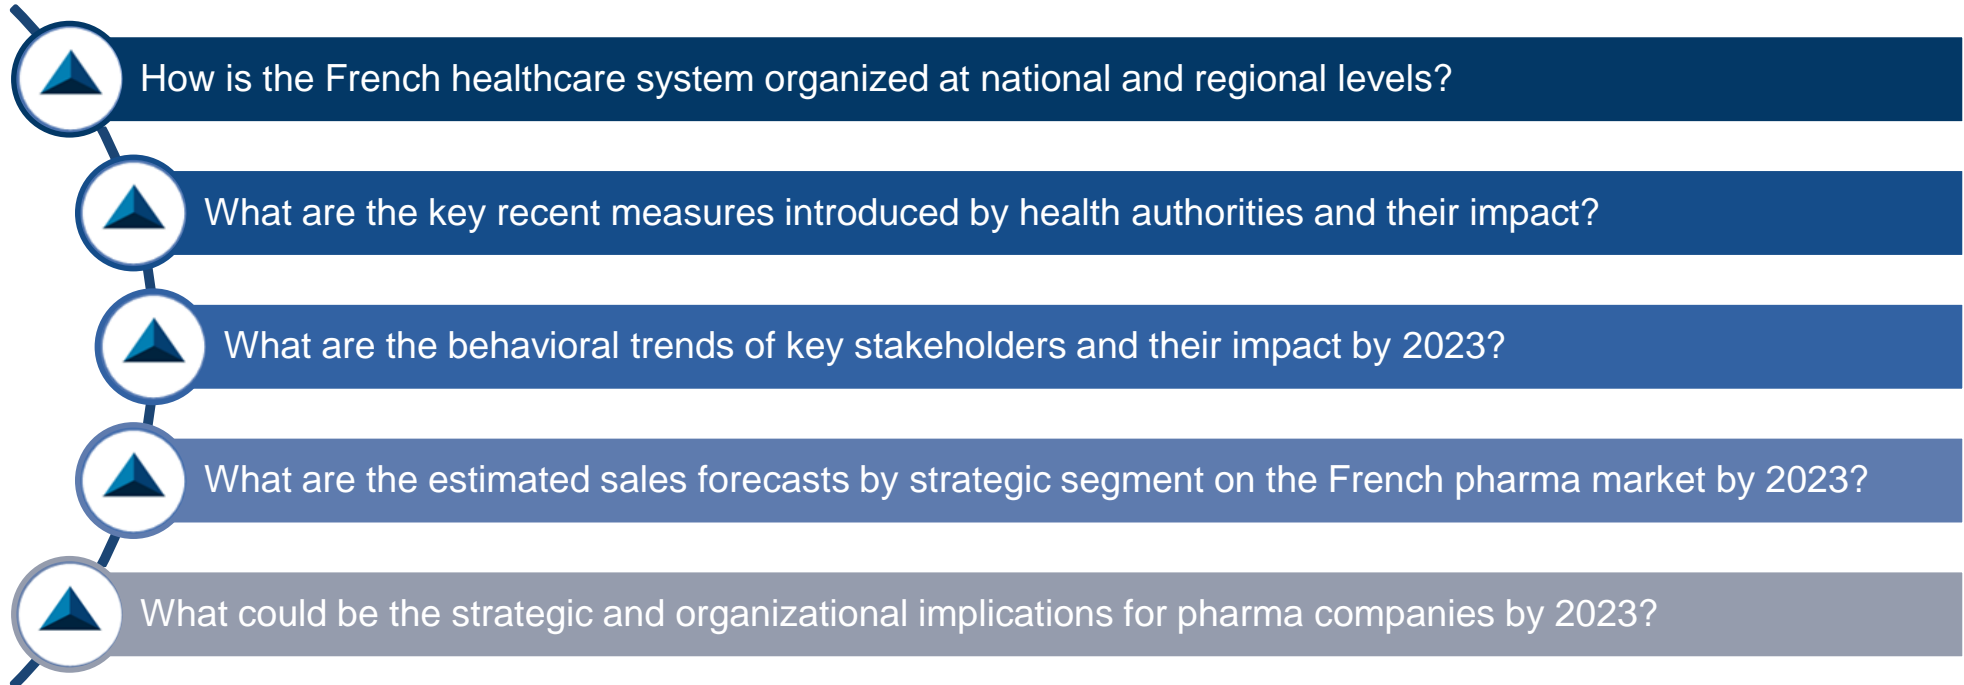 How is the French healthcare system organized at national and regional levels?
What are the key recent measures introduced by health authorities and their impact?
What are the behavioral trends of key stakeholders and their impact by 2023?
What are the estimated sales forecasts by strategic segment on the French pharma market by 2023?
What could be the strategic and organizational implications for pharma companies by 2023?